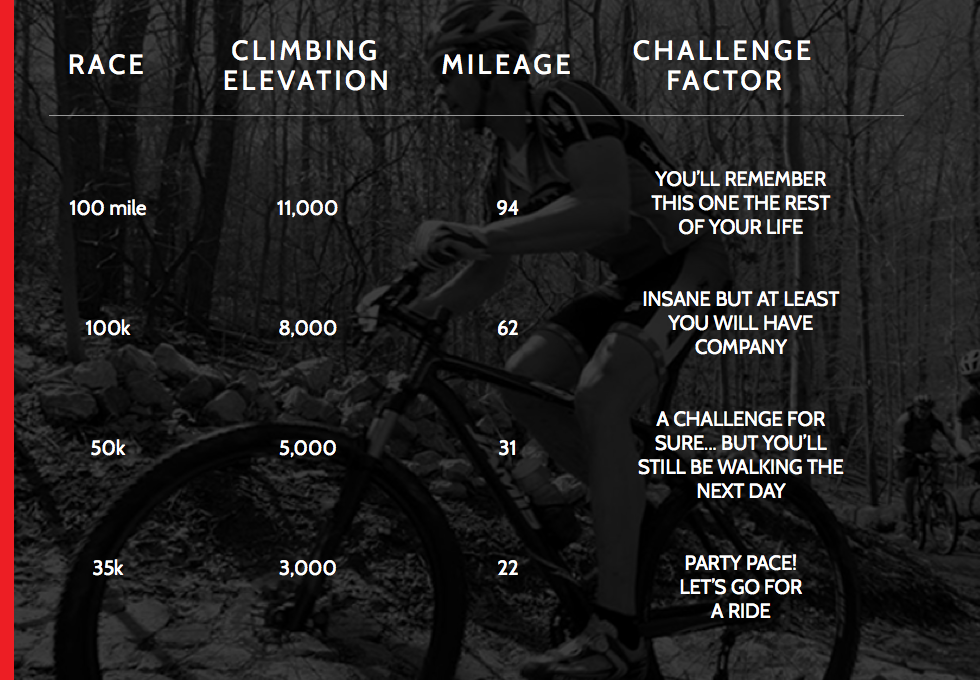 RACE
CLIMBING
ELEVATION
MILEAGE
CHALLENGE
FACTOR
100 mile
11,000
94
YOU'LL REMEMBER
THIS ONE THE REST
OF YOUR LIFE
100k
8,000
62
INSANE BUT AT LEAST
YOU WILL HAVE
COMPANY
50k
5,000
31
A CHALLENGE FOR
SURE... BUT YOU'LL
STILL BE WALKING THE
NEXT DAY
35k
3,000
22
PARTY PACE!
LET'S GO FOR
A RIDE